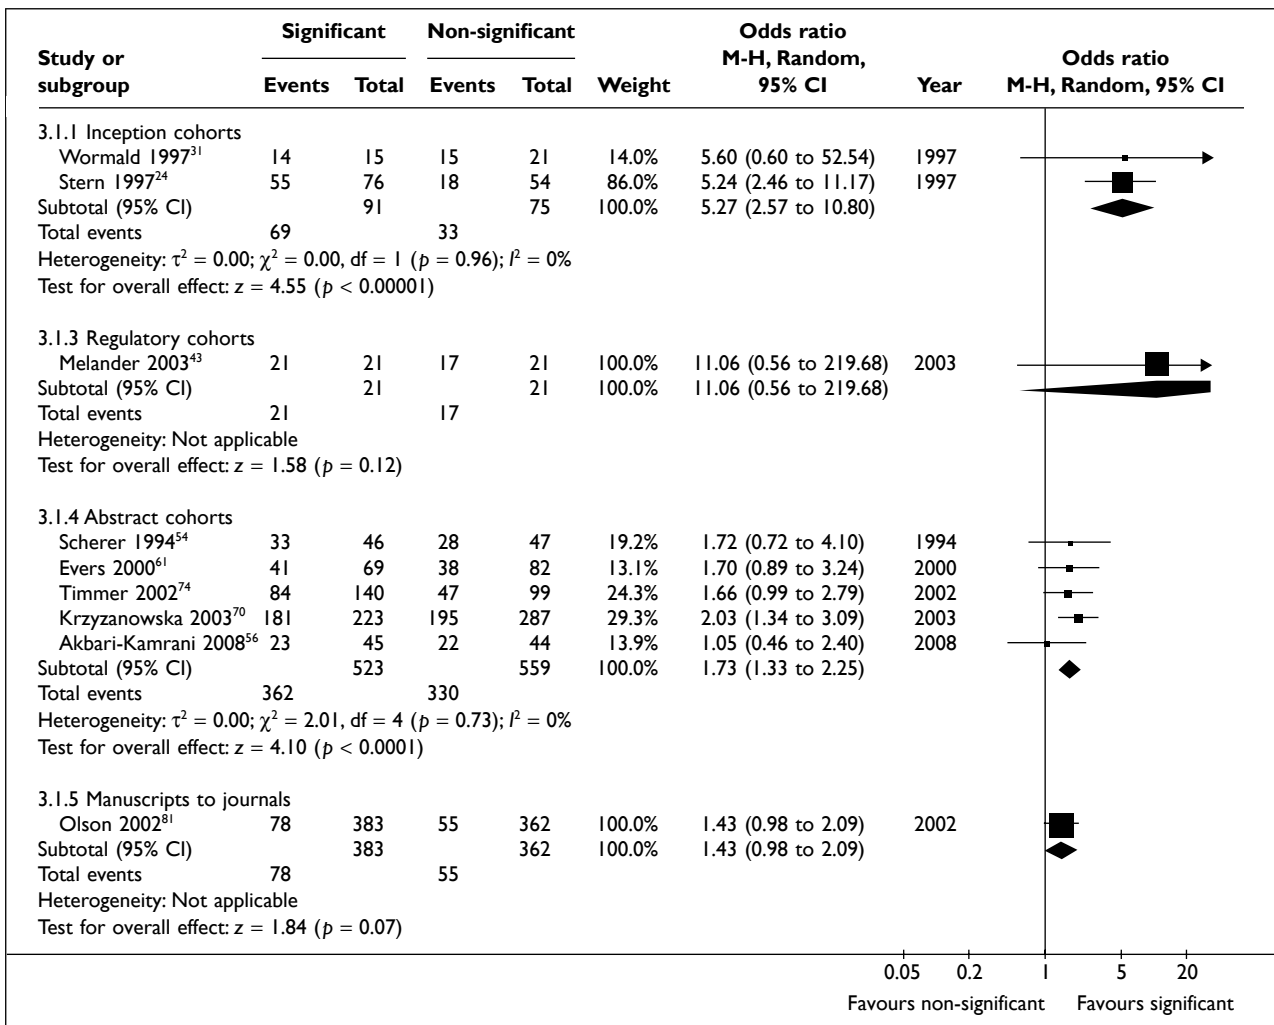 Significant Non-significant Odds ratio
Study or M-H, Random, Odds ratio
subgroup Events Total Events Total Weight 95% CI Year M-H, Random, 95% CI
3.1.1 Inception cohorts
Wormald 1997³¹ 14 15 15 21 14.0% 5.60 (0.60 to 52.54) 1997
Stern 1997²⁴ 55 76 18 54 86.0% 5.24 (2.46 to 11.17) 1997
Subtotal (95% CI) 91 75 100.0% 5.27 (2.57 to 10.80)
Total events 69 33
Heterogeneity: τ² = 0.00; χ² = 0.00, df = 1 (p = 0.96); I² = 0%
Test for overall effect: z = 4.55 (p < 0.00001)
3.1.3 Regulatory cohorts
Melander 2003⁴³ 21 21 17 21 100.0% 11.06 (0.56 to 219.68) 2003
Subtotal (95% CI) 21 21 100.0% 11.06 (0.56 to 219.68)
Total events 21 17
Heterogeneity: Not applicable
Test for overall effect: z = 1.58 (p = 0.12)
3.1.4 Abstract cohorts
Scherer 1994⁵⁴ 33 46 28 47 19.2% 1.72 (0.72 to 4.10) 1994
Evers 2000⁶¹ 41 69 38 82 13.1% 1.70 (0.89 to 3.24) 2000
Timmer 2002⁷⁴ 84 140 47 99 24.3% 1.66 (0.99 to 2.79) 2002
Krzyzanowska 2003⁷⁰ 181 223 195 287 29.3% 2.03 (1.34 to 3.09) 2003
Akbari-Kamrani 2008⁵⁶ 23 45 22 44 13.9% 1.05 (0.46 to 2.40) 2008
Subtotal (95% CI) 523 559 100.0% 1.73 (1.33 to 2.25)
Total events 362 330
Heterogeneity: τ² = 0.00; χ² = 2.01, df = 4 (p = 0.73); I² = 0%
Test for overall effect: z = 4.10 (p < 0.0001)
3.1.5 Manuscripts to journals
Olson 2002⁸¹ 78 383 55 362 100.0% 1.43 (0.98 to 2.09) 2002
Subtotal (95% CI) 383 362 100.0% 1.43 (0.98 to 2.09)
Total events 78 55
Heterogeneity: Not applicable
Test for overall effect: z = 1.84 (p = 0.07)
0.05 0.2 1 5 20
Favours non-significant Favours significant